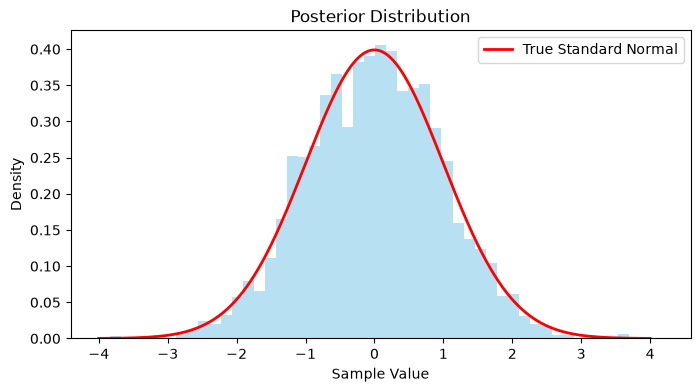 Posterior Distribution
True Standard Normal
Density
0.40
0.35
0.30
0.25
0.20
0.15
0.10
0.05
0.00
−4 −3 −2 −1 0 1 2 3 4
Sample Value